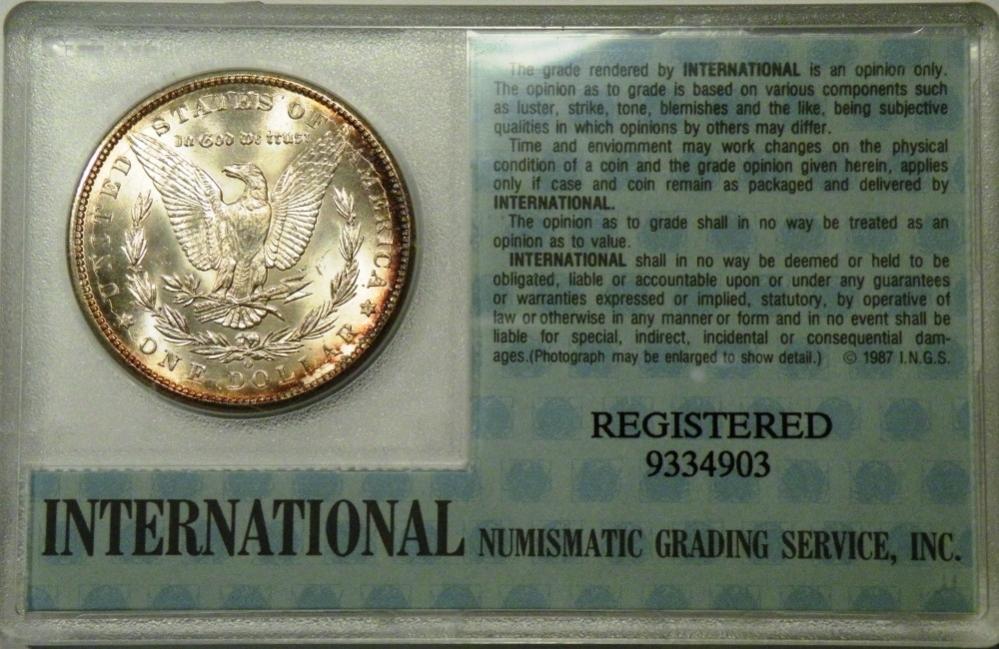 UNITED STATES OF AMERICA
In God we trust
ONE DOLLAR
O
The grade rendered by INTERNATIONAL is an opinion only.
The opinion as to grade is based on various components such
as luster, strike, tone, blemishes and the like, being subjective
qualities in which opinions by others may differ.
Time and enviornment may work changes on the physical
condition of a coin and the grade opinion given herein, applies
only if case and coin remain as packaged and delivered by
INTERNATIONAL.
The opinion as to grade shall in no way be treated as an
opinion as to value.
INTERNATIONAL shall in no way be deemed or held to be
obligated, liable or accountable upon or under any guarantees
or warranties expressed or implied, statutory, by operative of
law or otherwise in any manner or form and in no event shall be
liable for special, indirect, incidental or consequential dam-
ages.(Photograph may be enlarged to show detail.) © 1987 I.N.G.S.
REGISTERED
9334903
INTERNATIONAL NUMISMATIC GRADING SERVICE, INC.